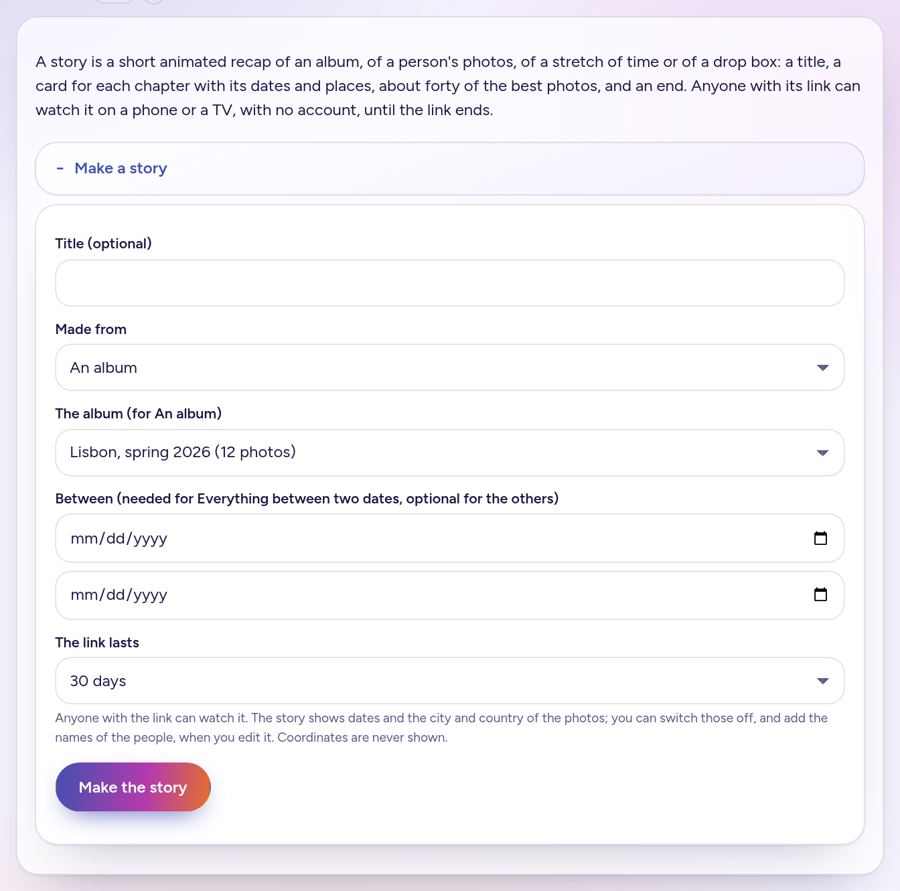 A story is a short animated recap of an album, of a person's photos, of a stretch of time or of a drop box: a title, a
card for each chapter with its dates and places, about forty of the best photos, and an end. Anyone with its link can
watch it on a phone or a TV, with no account, until the link ends.
- Make a story
Title (optional)
Made from
An album
The album (for An album)
Lisbon, spring 2026 (12 photos)
Between (needed for Everything between two dates, optional for the others)
mm/dd/yyyy
mm/dd/yyyy
The link lasts
30 days
Anyone with the link can watch it. The story shows dates and the city and country of the photos; you can switch those off, and add the
names of the people, when you edit it. Coordinates are never shown.
Make the story